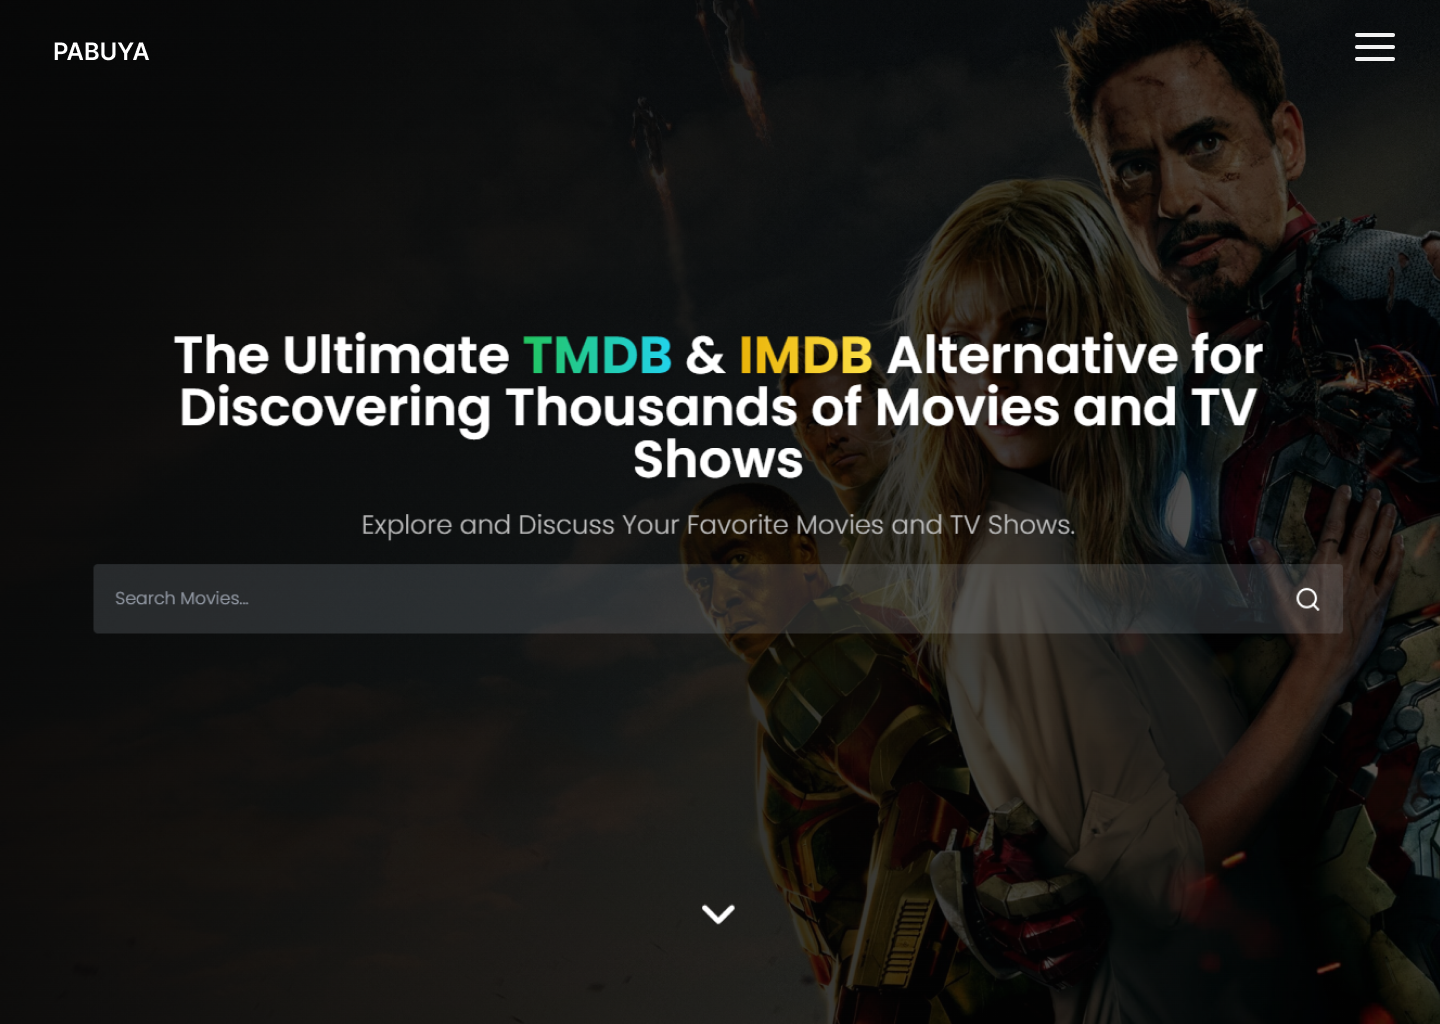 PABUYA
The Ultimate TMDB & IMDB Alternative for
Discovering Thousands of Movies and TV
Shows
Explore and Discuss Your Favorite Movies and TV Shows.
Search Movies...